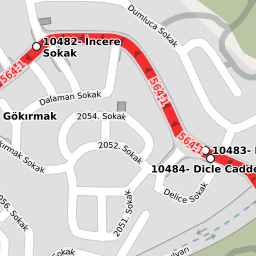 Dumluca Sokak
10482- İncere
Sokak
564:1
564:1
Dalaman Sokak
Gökırmak
2054. Sokak
564:1
10483-
2052. Sokak
10484- Dicle Cadde
Delice Sokak
2051. Sokak